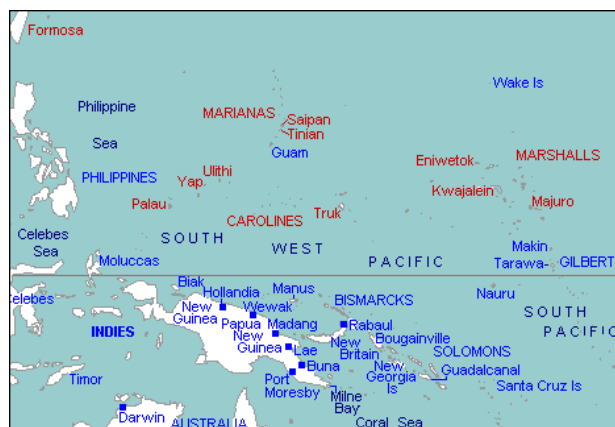 Formosa
Wake Is
Philippine
Sea
MARIANAS
Saipan
Tinian
Guam
Eniwetok
MARSHALLS
PHILIPPINES
Ulithi
Yap
Kwajalein
Palau
Truk
Majuro
CAROLINES
Celebes
Sea
SOUTH
WEST
PACIFIC
Makin
Tarawa
GILBERT
Moluccas
Biak
Hollandia
Manus
Nauru
Celebes
New
Guinea
Wewak
BISMARCKS
SOUTH
PACIFIC
INDIES
Papua
New
Guinea
Madang
Rabaul
Bougainville
Lae
New
Britain
SOLOMONS
Buna
New
Georgia
Is
Guadalcanal
Timor
Port
Moresby
Milne
Bay
Santa Cruz Is
Darwin
AUSTRALIA
Coral Sea